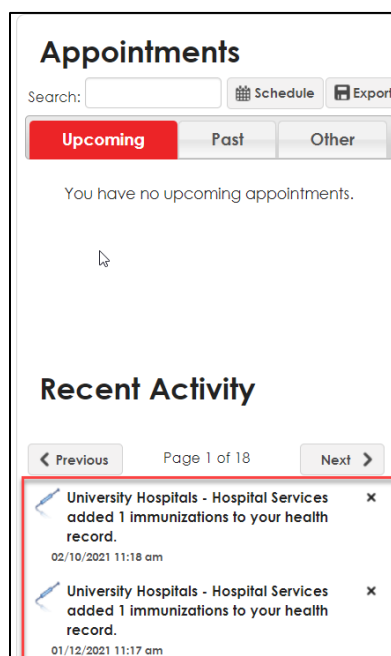 Appointments
Search: Schedule Export
Upcoming Past Other
You have no upcoming appointments.
Recent Activity
Previous Page 1 of 18 Next
University Hospitals - Hospital Services
added 1 immunizations to your health
record.
02/10/2021 11:18 am
University Hospitals - Hospital Services
added 1 immunizations to your health
record.
01/12/2021 11:17 am